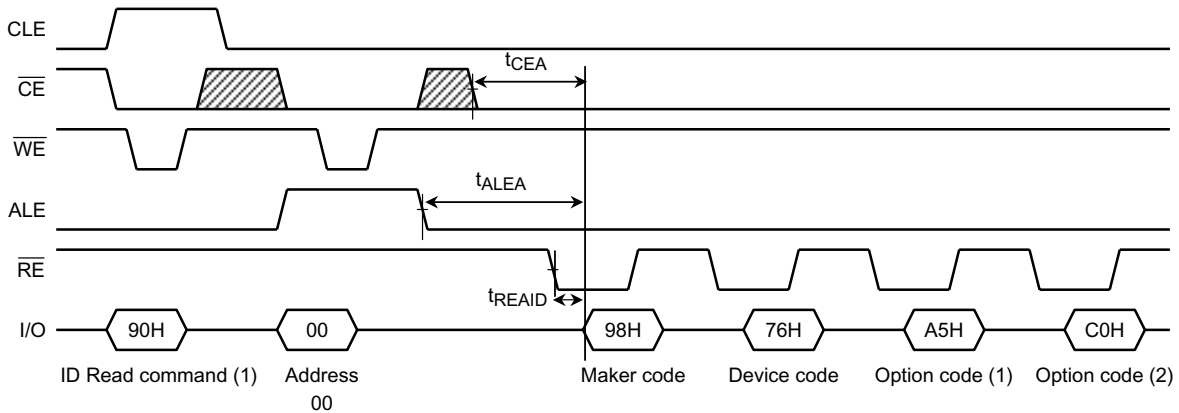 CLE
tCEA
CE
WE
tALEA
ALE
RE
tREAID
I/O 90H 00 98H 76H A5H C0H
ID Read command (1) Address Maker code Device code Option code (1) Option code (2)
00